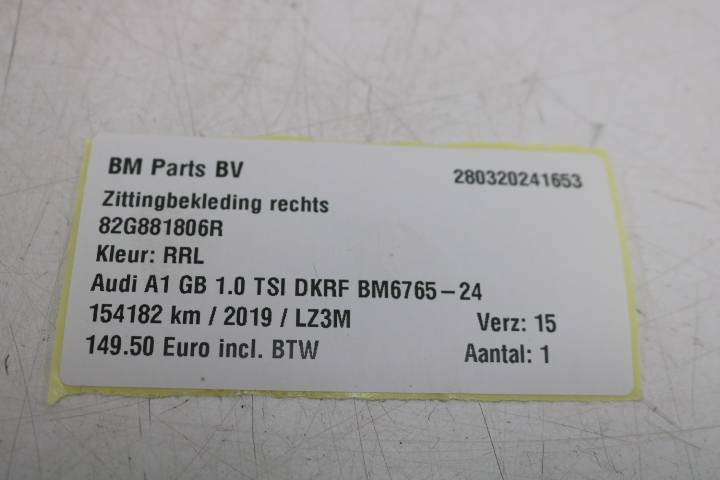 BM Parts BV 280320241653
Zittingbekleding rechts
82G881806R
Kleur: RRL
Audi A1 GB 1.0 TSI DKRF BM6765-24
154182 km / 2019 / LZ3M Verz: 15
149.50 Euro incl. BTW Aantal: 1